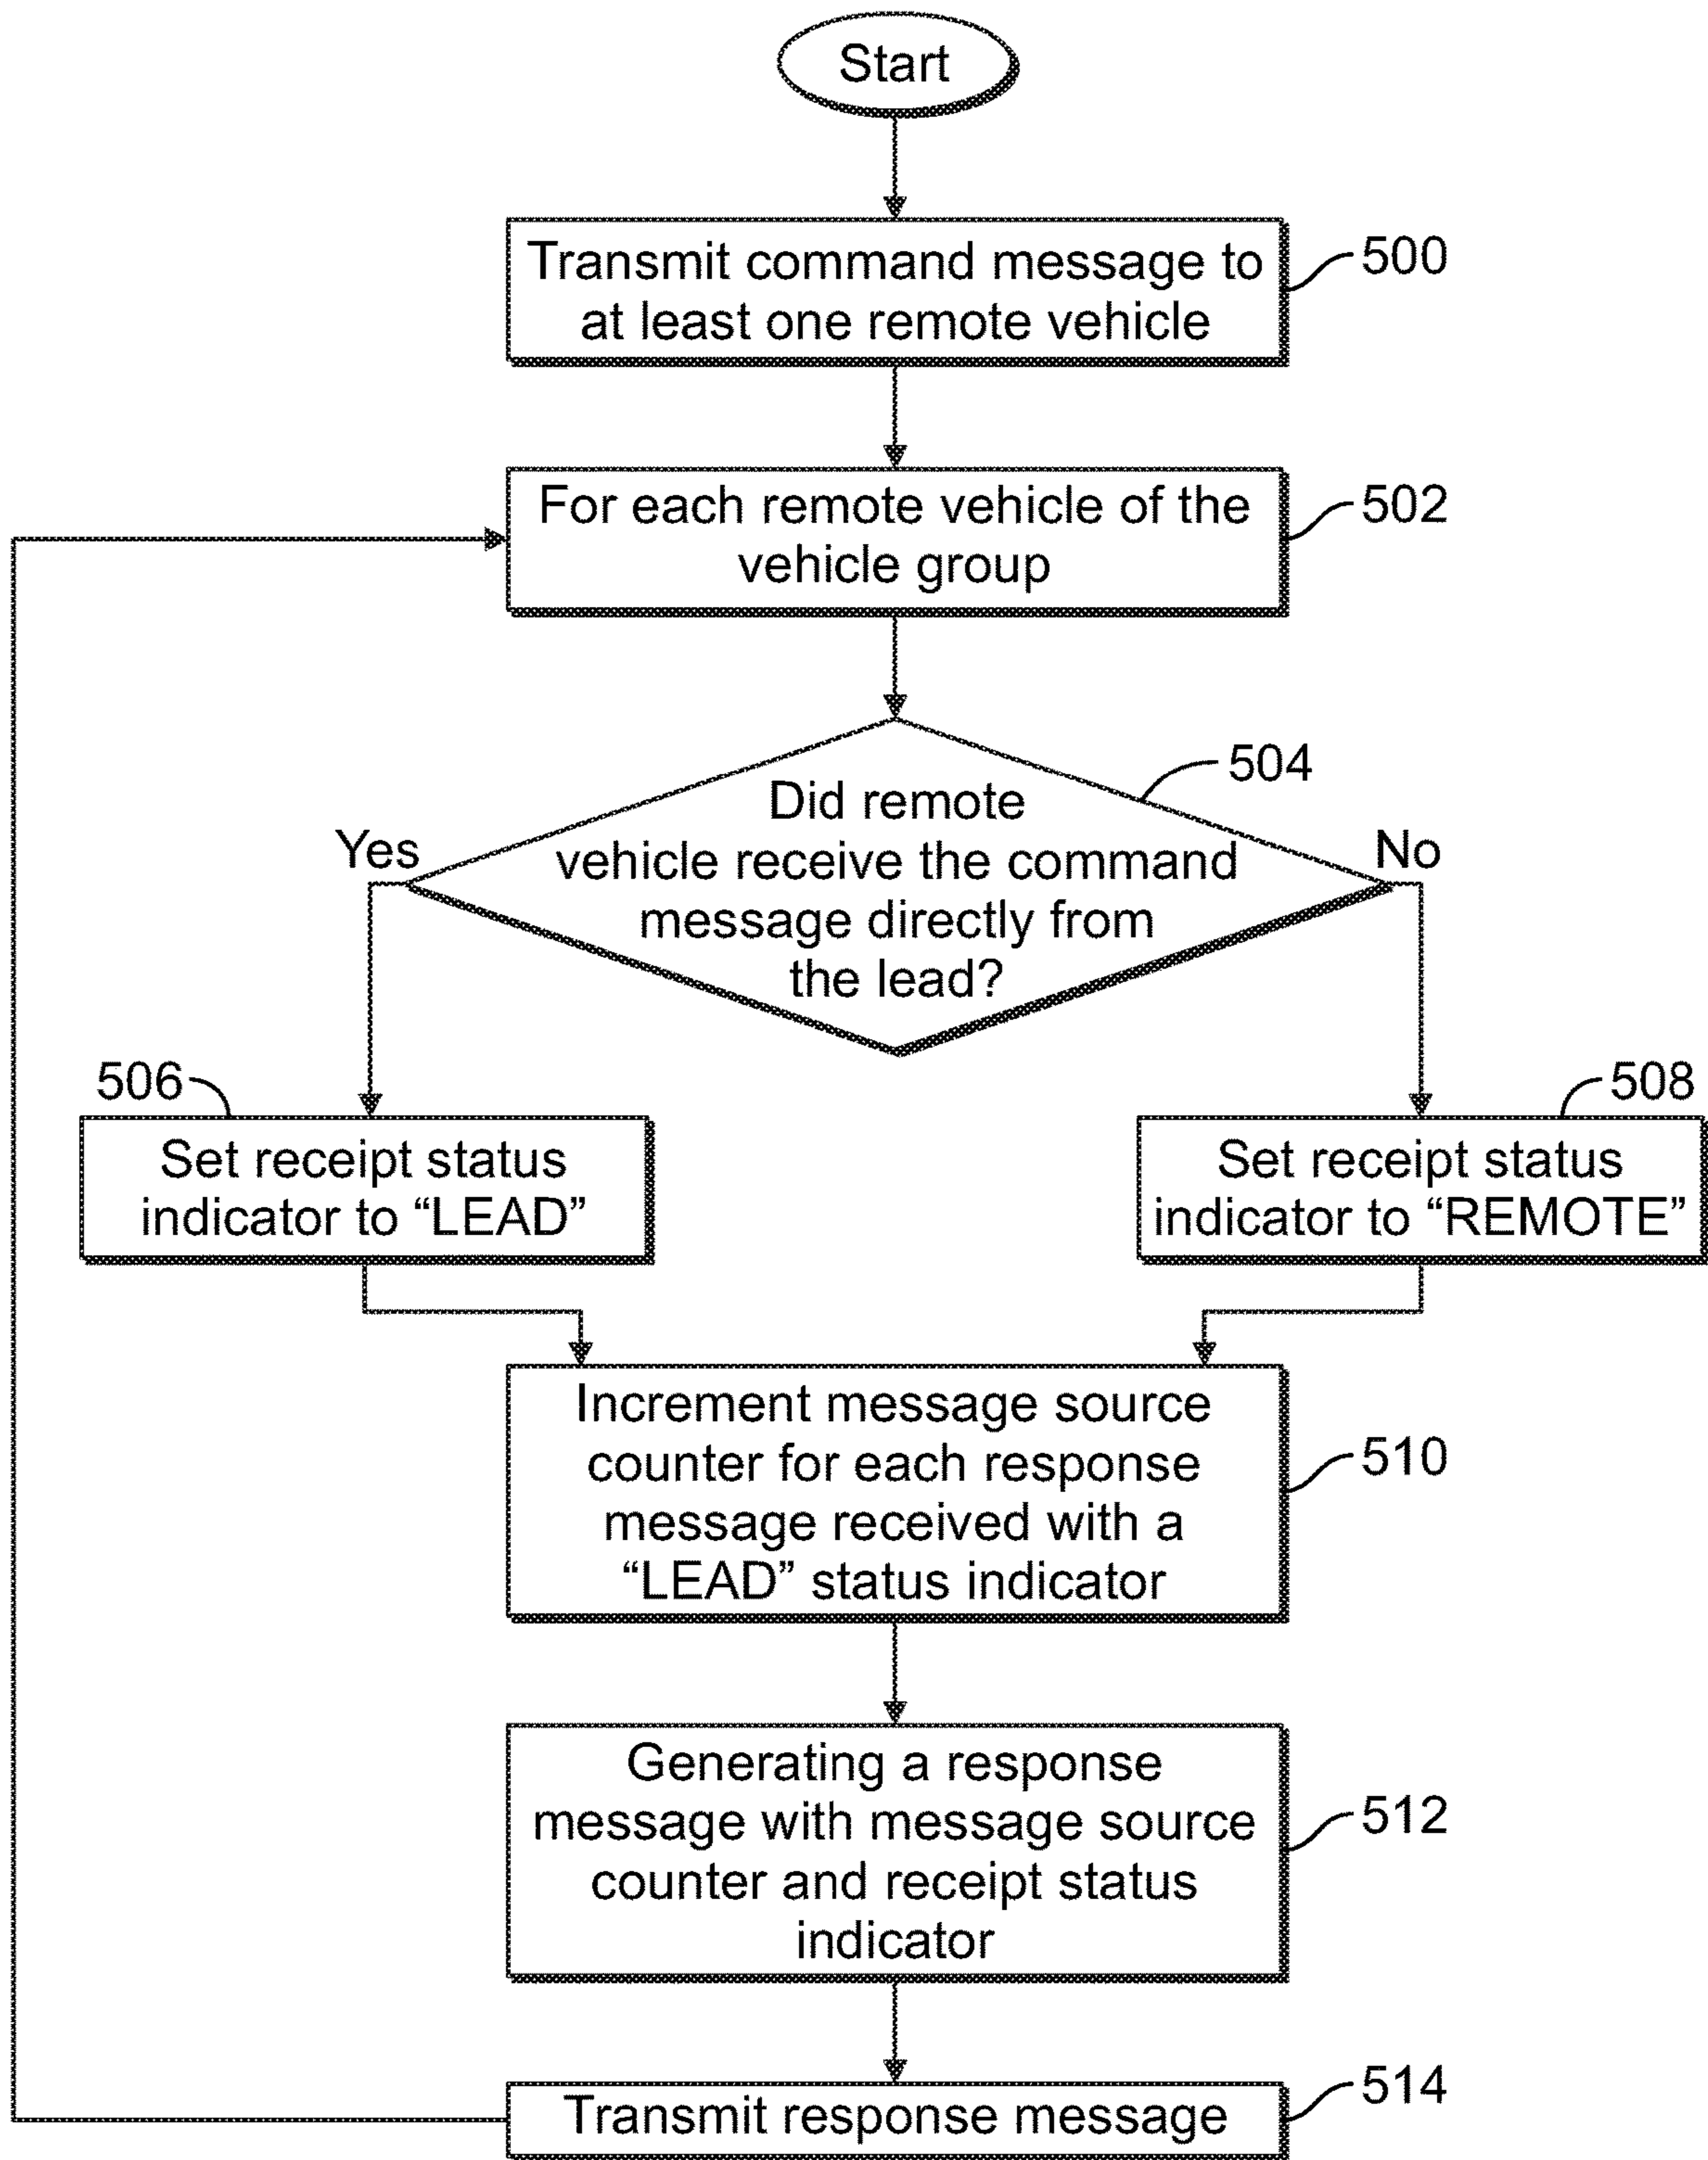 Start
Transmit command message to
at least one remote vehicle
500
For each remote vehicle of the
vehicle group
502
504
Did remote
vehicle receive the command
message directly from
the lead?
Yes
No
506
508
Set receipt status
indicator to “LEAD”
Set receipt status
indicator to “REMOTE”
Increment message source
counter for each response
message received with a
“LEAD” status indicator
510
Generating a response
message with message source
counter and receipt status
indicator
512
Transmit response message
514